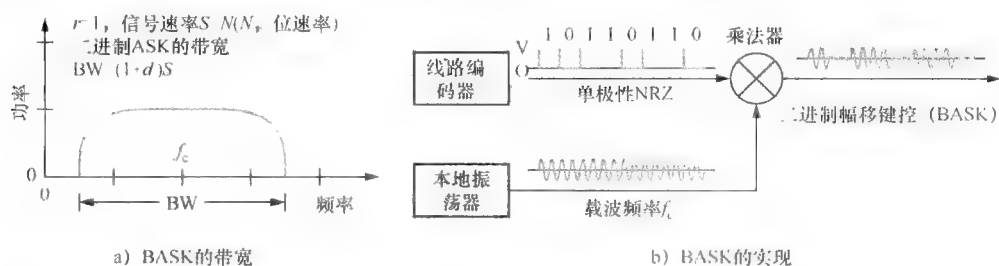 r=1，信号速率S=N(N，位速率)
二进制ASK的带宽
BW=(1+d)S
功率
0
0
f_c
BW
频率
a）BASK的带宽
线路编码器
V
0
1 0 1 1 0 1 1 0
单极性NRZ
乘法器
二进制幅移键控（BASK）
本地振荡器
载波频率f_c
b）BASK的实现